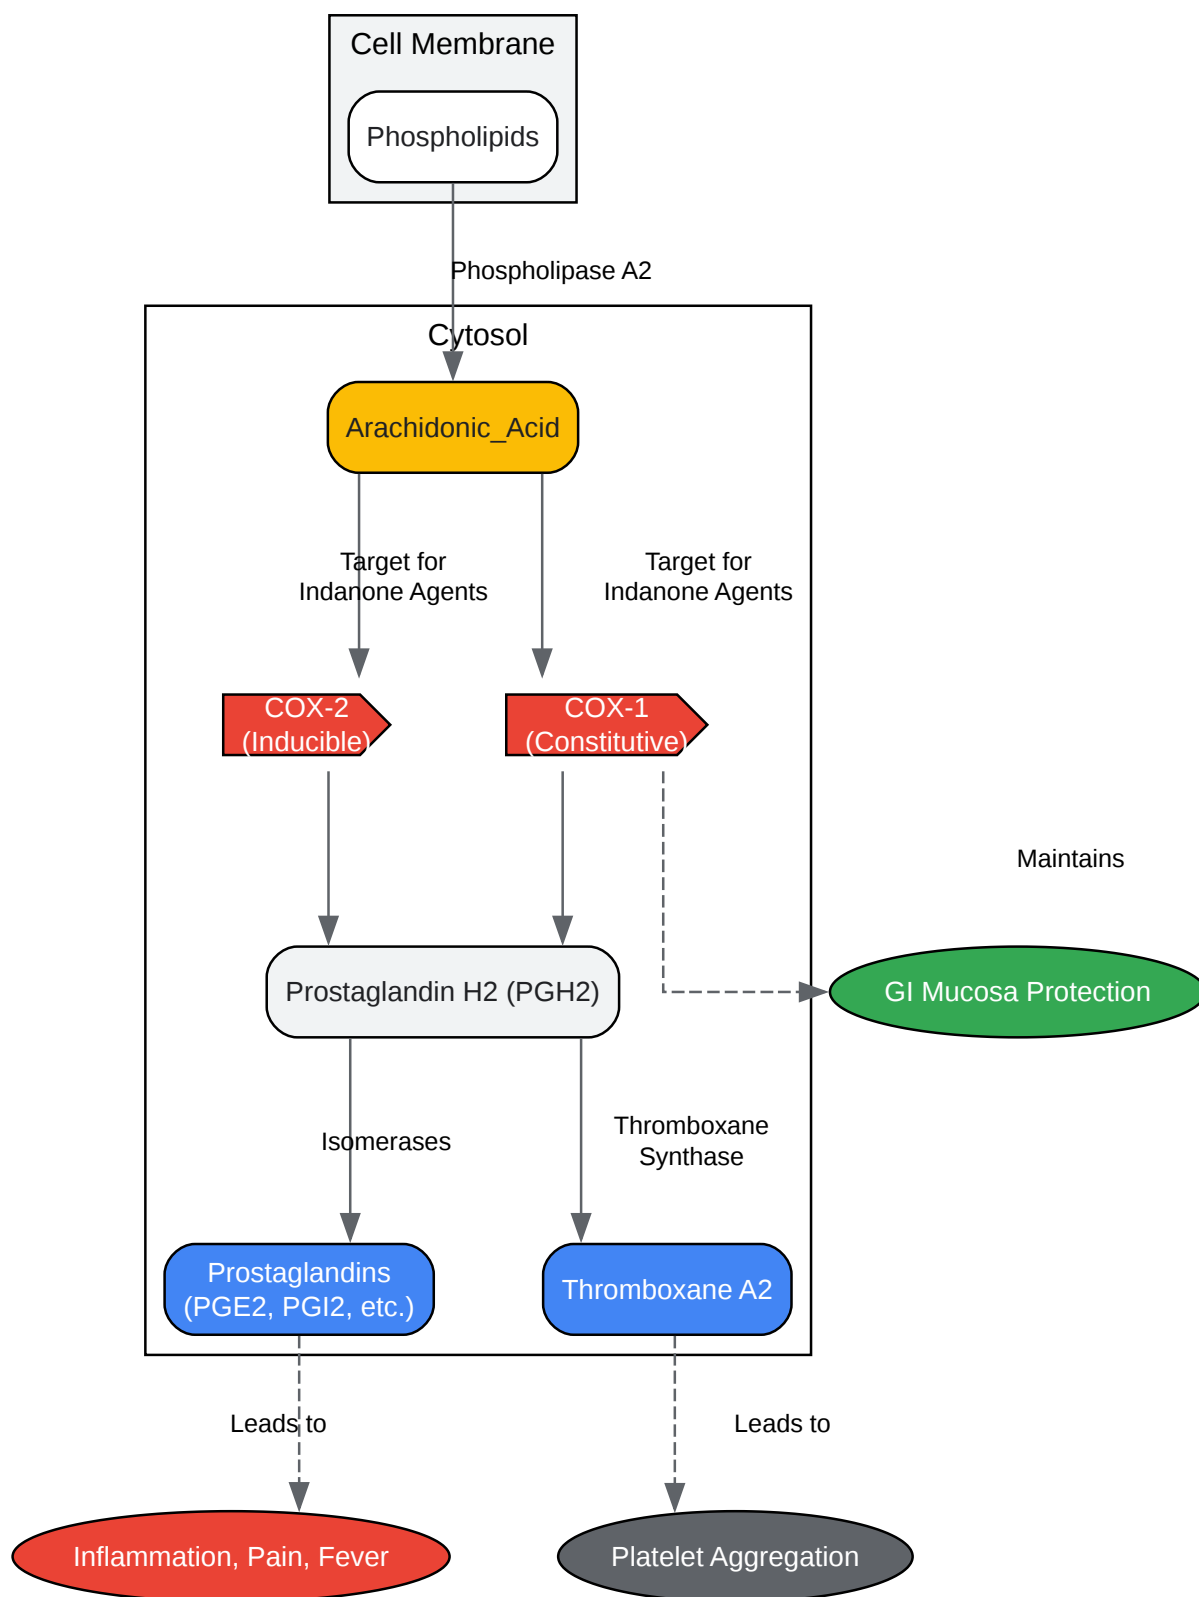 Cell Membrane
Phospholipids
Phospholipase A2
Cytosol
Arachidonic_Acid
Target for
Indanone Agents
Target for
Indanone Agents
COX-2
(Inducible)
COX-1
(Constitutive)
Maintains
Prostaglandin H2 (PGH2)
GI Mucosa Protection
Isomerases
Thromboxane
Synthase
Prostaglandins
(PGE2, PGI2, etc.)
Thromboxane A2
Leads to
Leads to
Inflammation, Pain, Fever
Platelet Aggregation